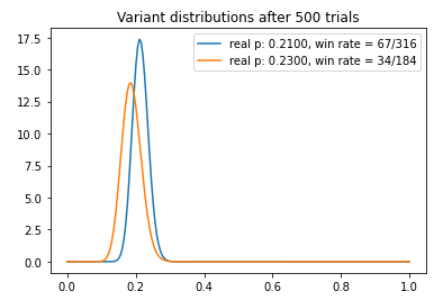 Variant distributions after 500 trials
real p: 0.2100, win rate = 67/316
real p: 0.2300, win rate = 34/184
17.5
15.0
12.5
10.0
7.5
5.0
2.5
0.0
0.0 0.2 0.4 0.6 0.8 1.0